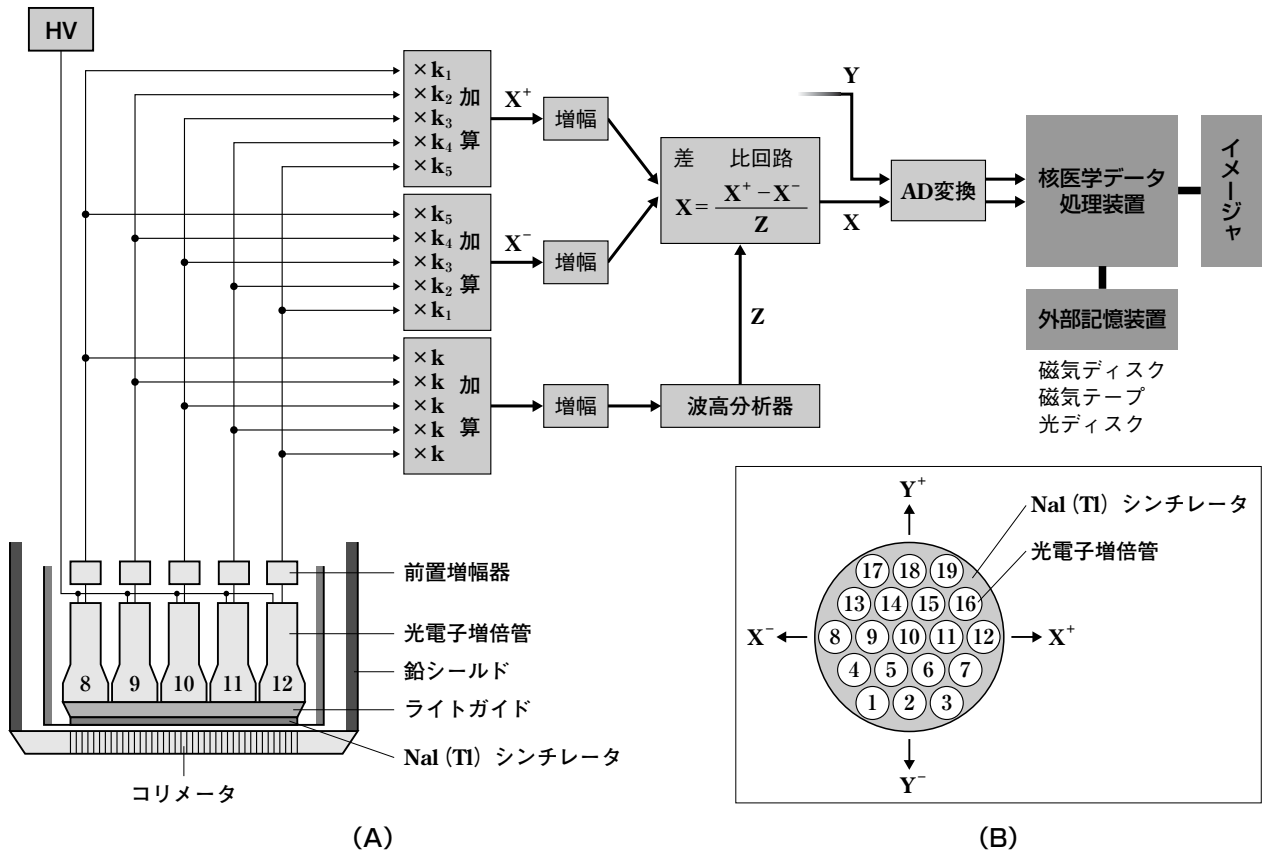 HV
×k₁
×k₂
×k₃
×k₄
×k₅
加
算
X⁺
増幅
×k₅
×k₄
×k₃
×k₂
×k₁
加
算
X⁻
増幅
×k
×k
×k
×k
×k
加
算
増幅
波高分析器
Z
差 比回路
X = (X⁺ − X⁻) / Z
Y
X
AD変換
核医学データ
処理装置
イメージャ
外部記憶装置
磁気ディスク
磁気テープ
光ディスク
前置増幅器
光電子増倍管
鉛シールド
ライトガイド
NaI (Tl) シンチレータ
コリメータ
8 9 10 11 12
(A)
Y⁺
NaI (Tl) シンチレータ
光電子増倍管
17 18 19
13 14 15 16
X⁻ 8 9 10 11 12 X⁺
4 5 6 7
1 2 3
Y⁻
(B)